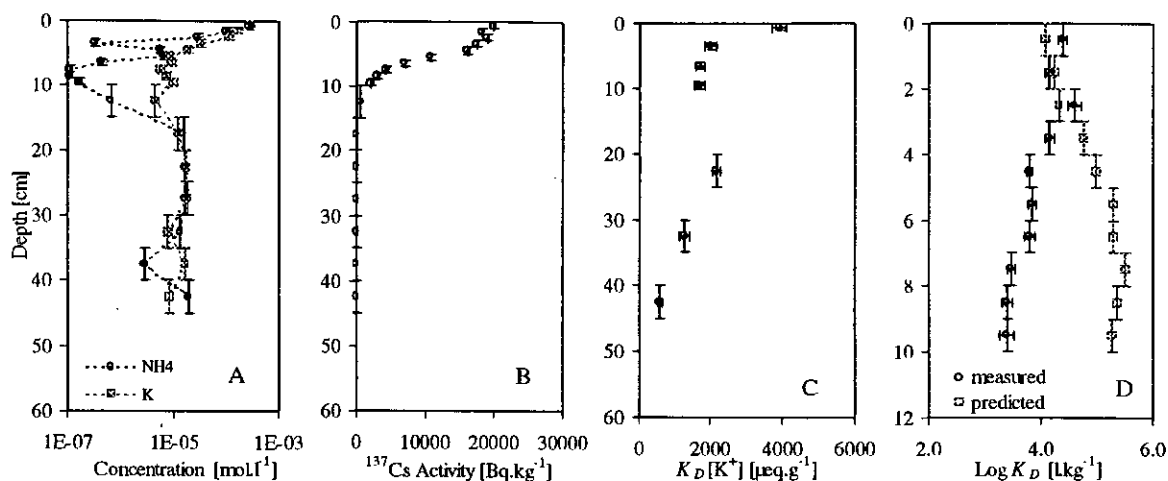 0
10
20
30
40
50
60
Depth [cm]
NH4
K
A
1E-07 1E-05 1E-03
Concentration [mol.l⁻¹]
0
10
20
30
40
50
60
B
0 10000 20000 30000
¹³⁷Cs Activity [Bq.kg⁻¹]
0
10
20
30
40
50
60
C
0 2000 4000 6000
K_D [K⁺] [μeq.g⁻¹]
0
2
4
6
8
10
12
measured
predicted
D
2.0 4.0 6.0
Log K_D [l.kg⁻¹]